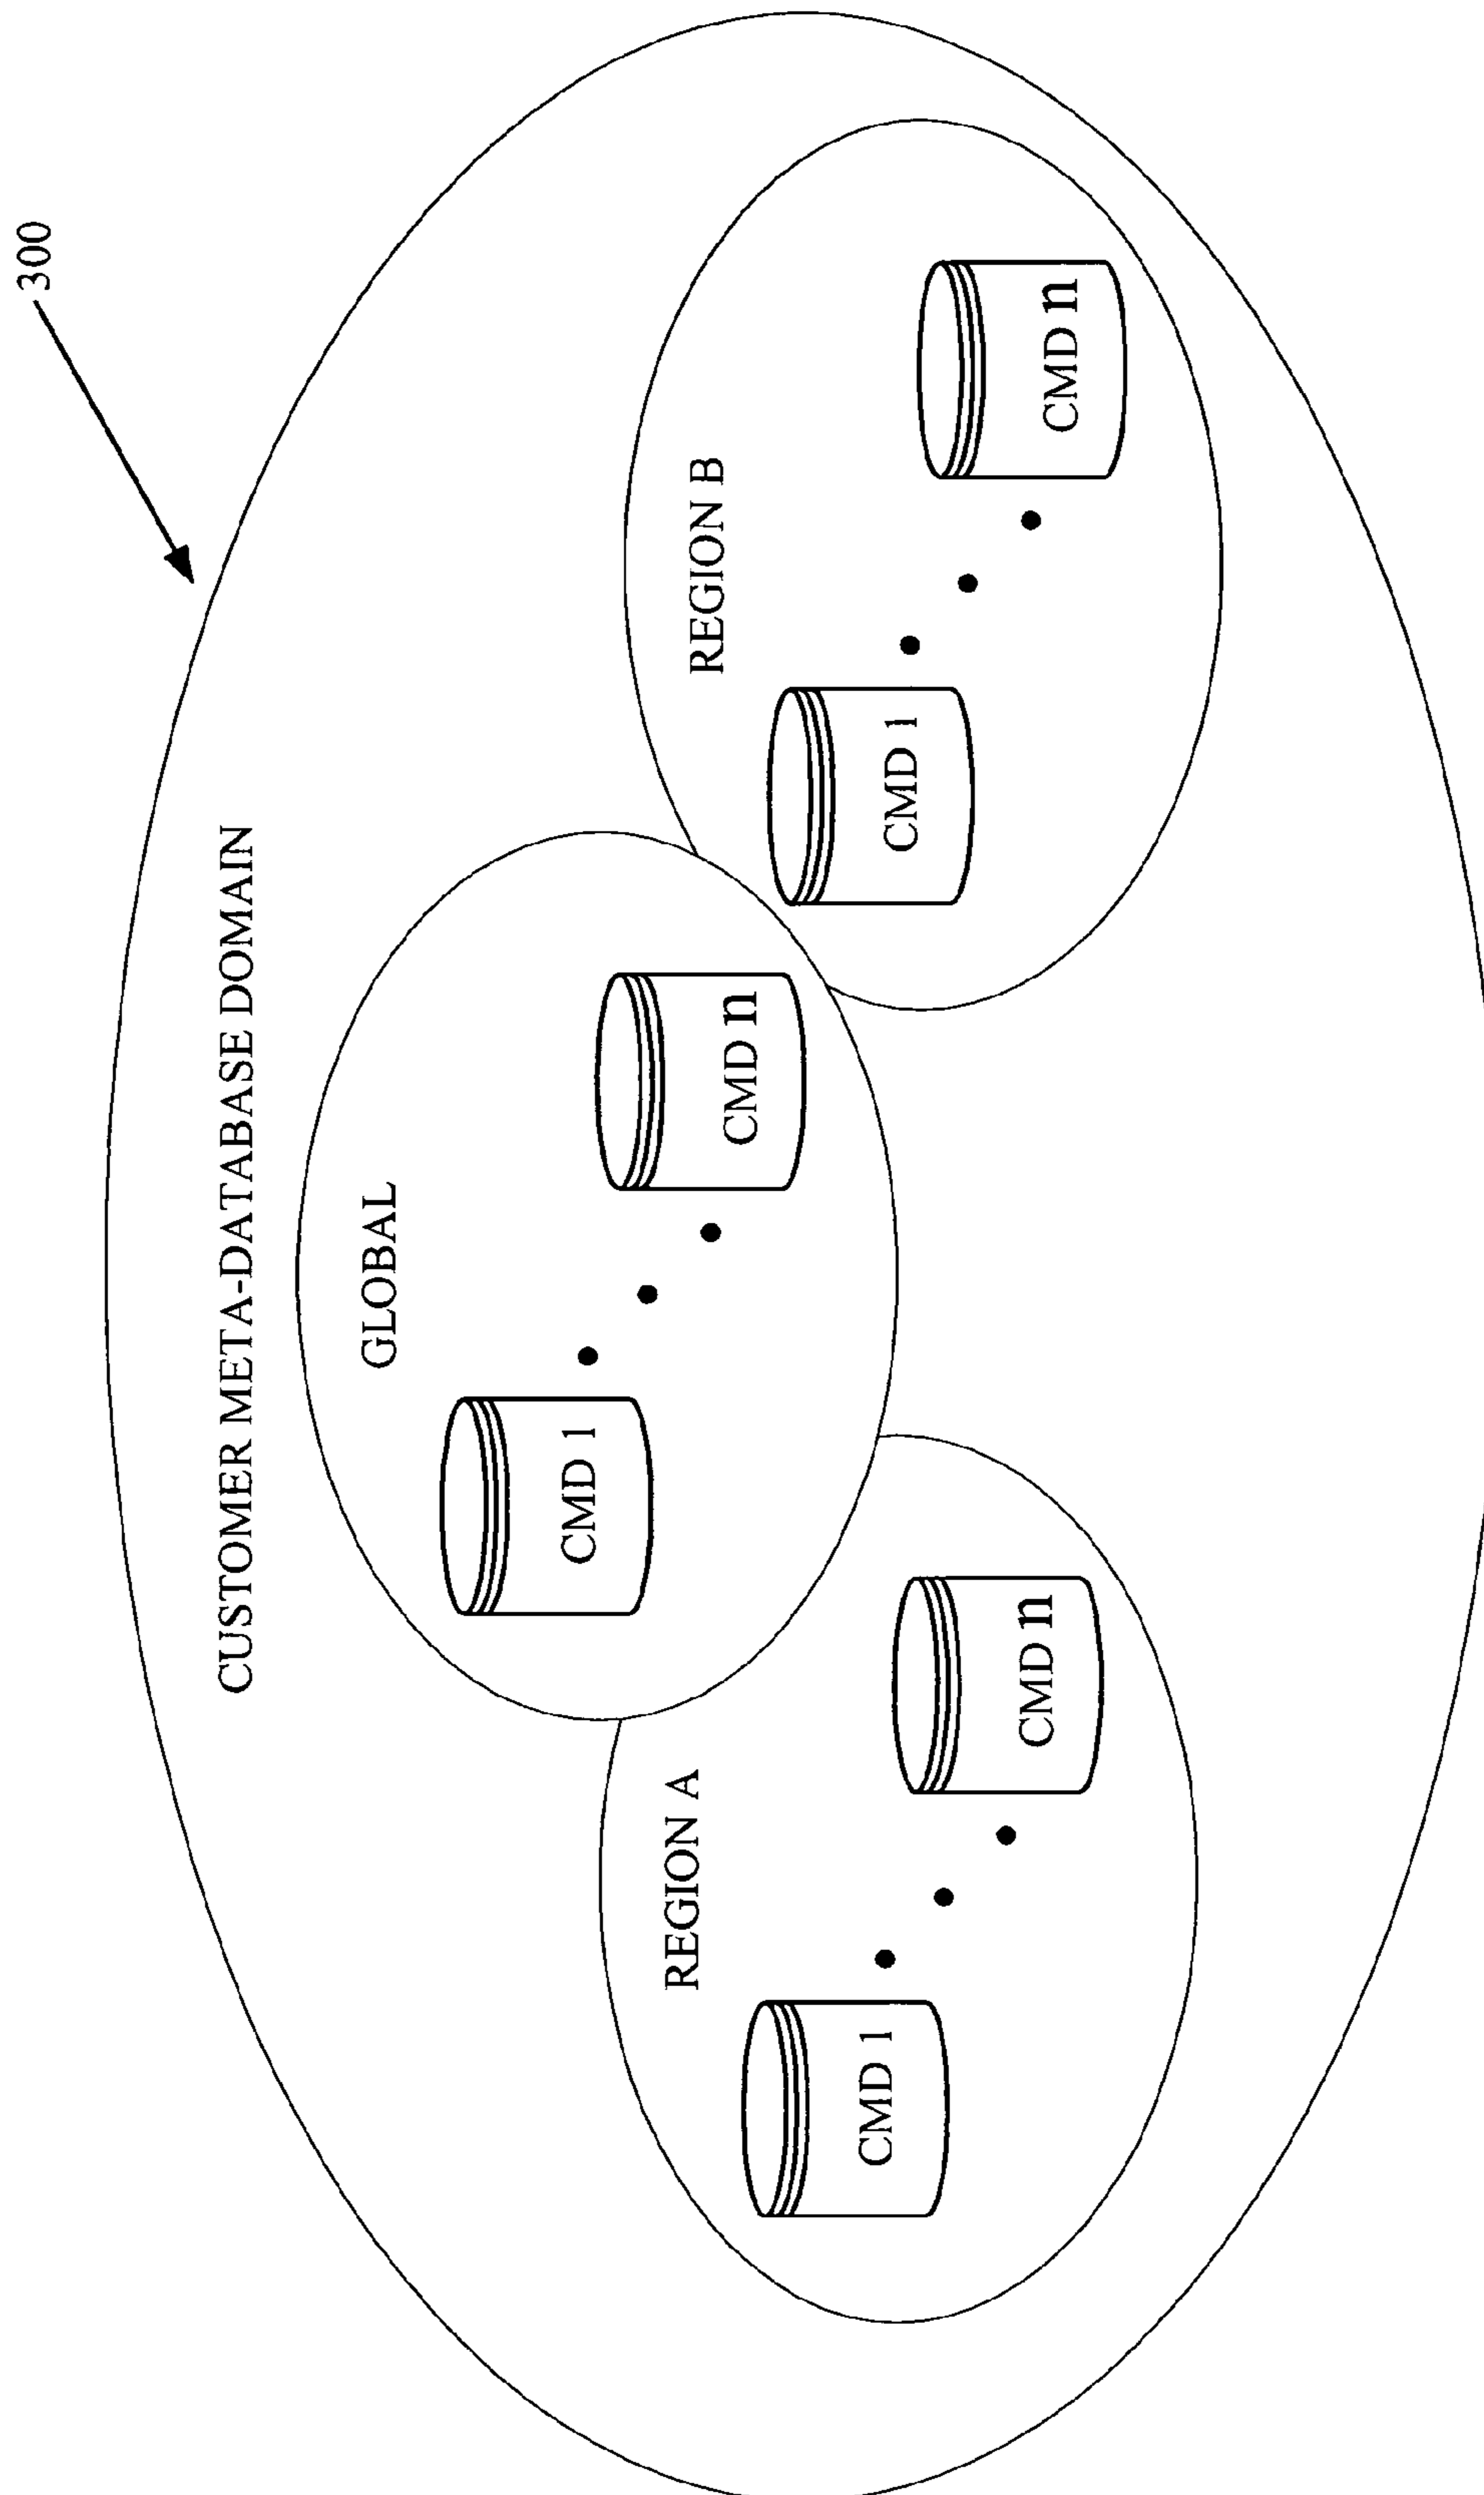 300
CUSTOMER META-DATABASE DOMAIN
GLOBAL
CMD 1
CMD n
REGION A
CMD 1
CMD n
REGION B
CMD 1
CMD n